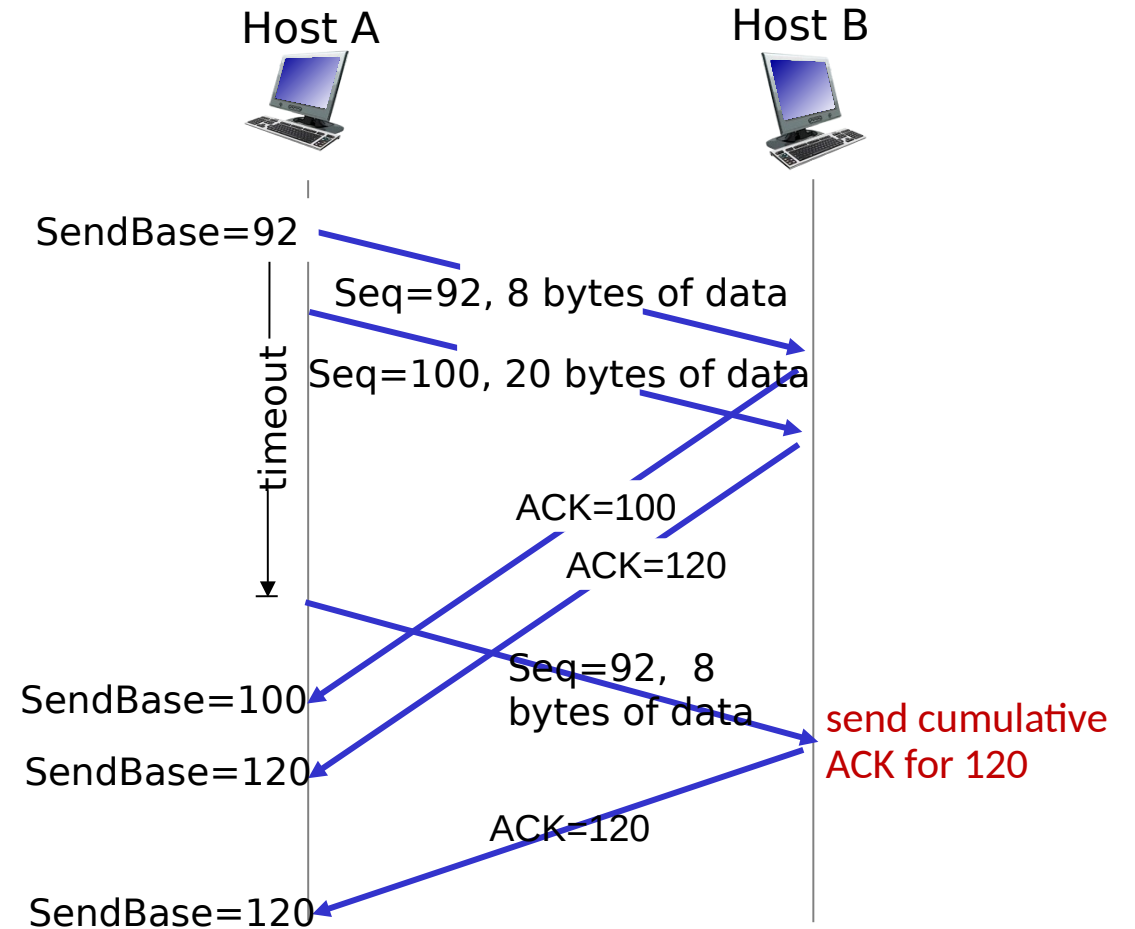 Host A
Host B
SendBase=92
Seq=92, 8 bytes of data
Seq=100, 20 bytes of data
timeout
ACK=100
ACK=120
Seq=92,  8
bytes of data
SendBase=100
send cumulative
ACK for 120
SendBase=120
ACK=120
SendBase=120